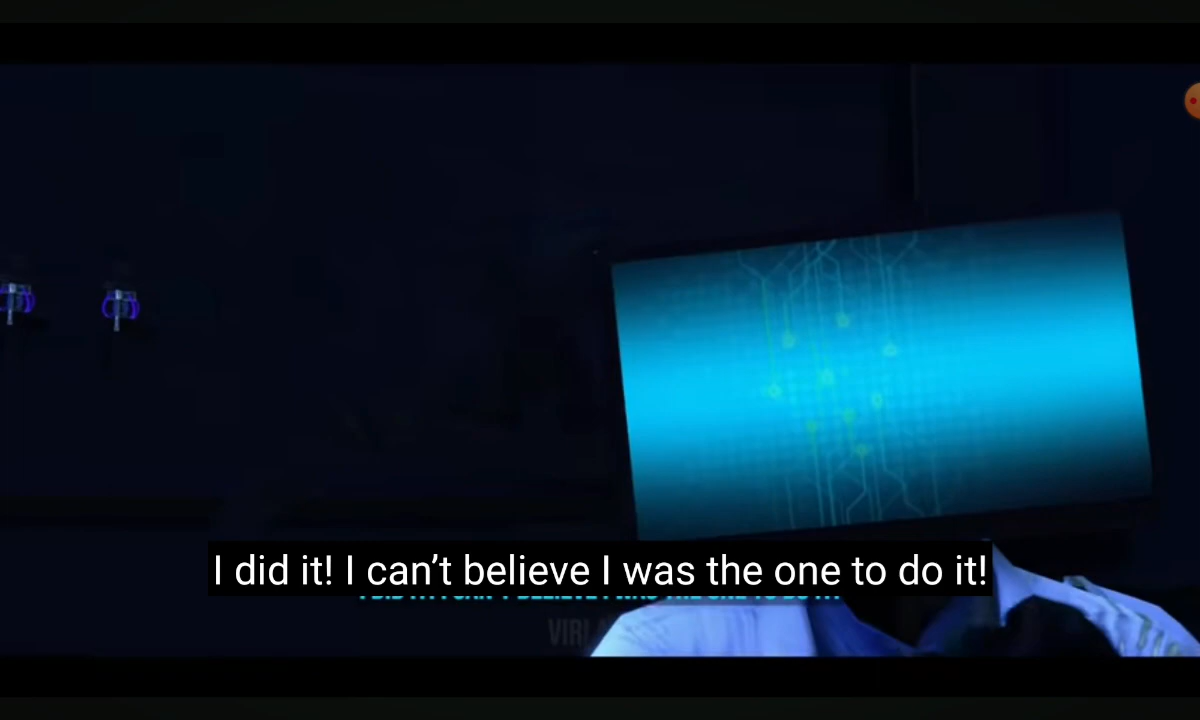 I did it! I can’t believe I was the one to do it!